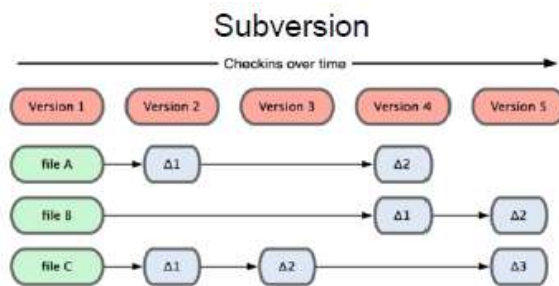 Subversion
Checkins over time
Version 1 Version 2 Version 3 Version 4 Version 5
file A Δ1 Δ2
file B Δ1 Δ2
file C Δ1 Δ2 Δ3